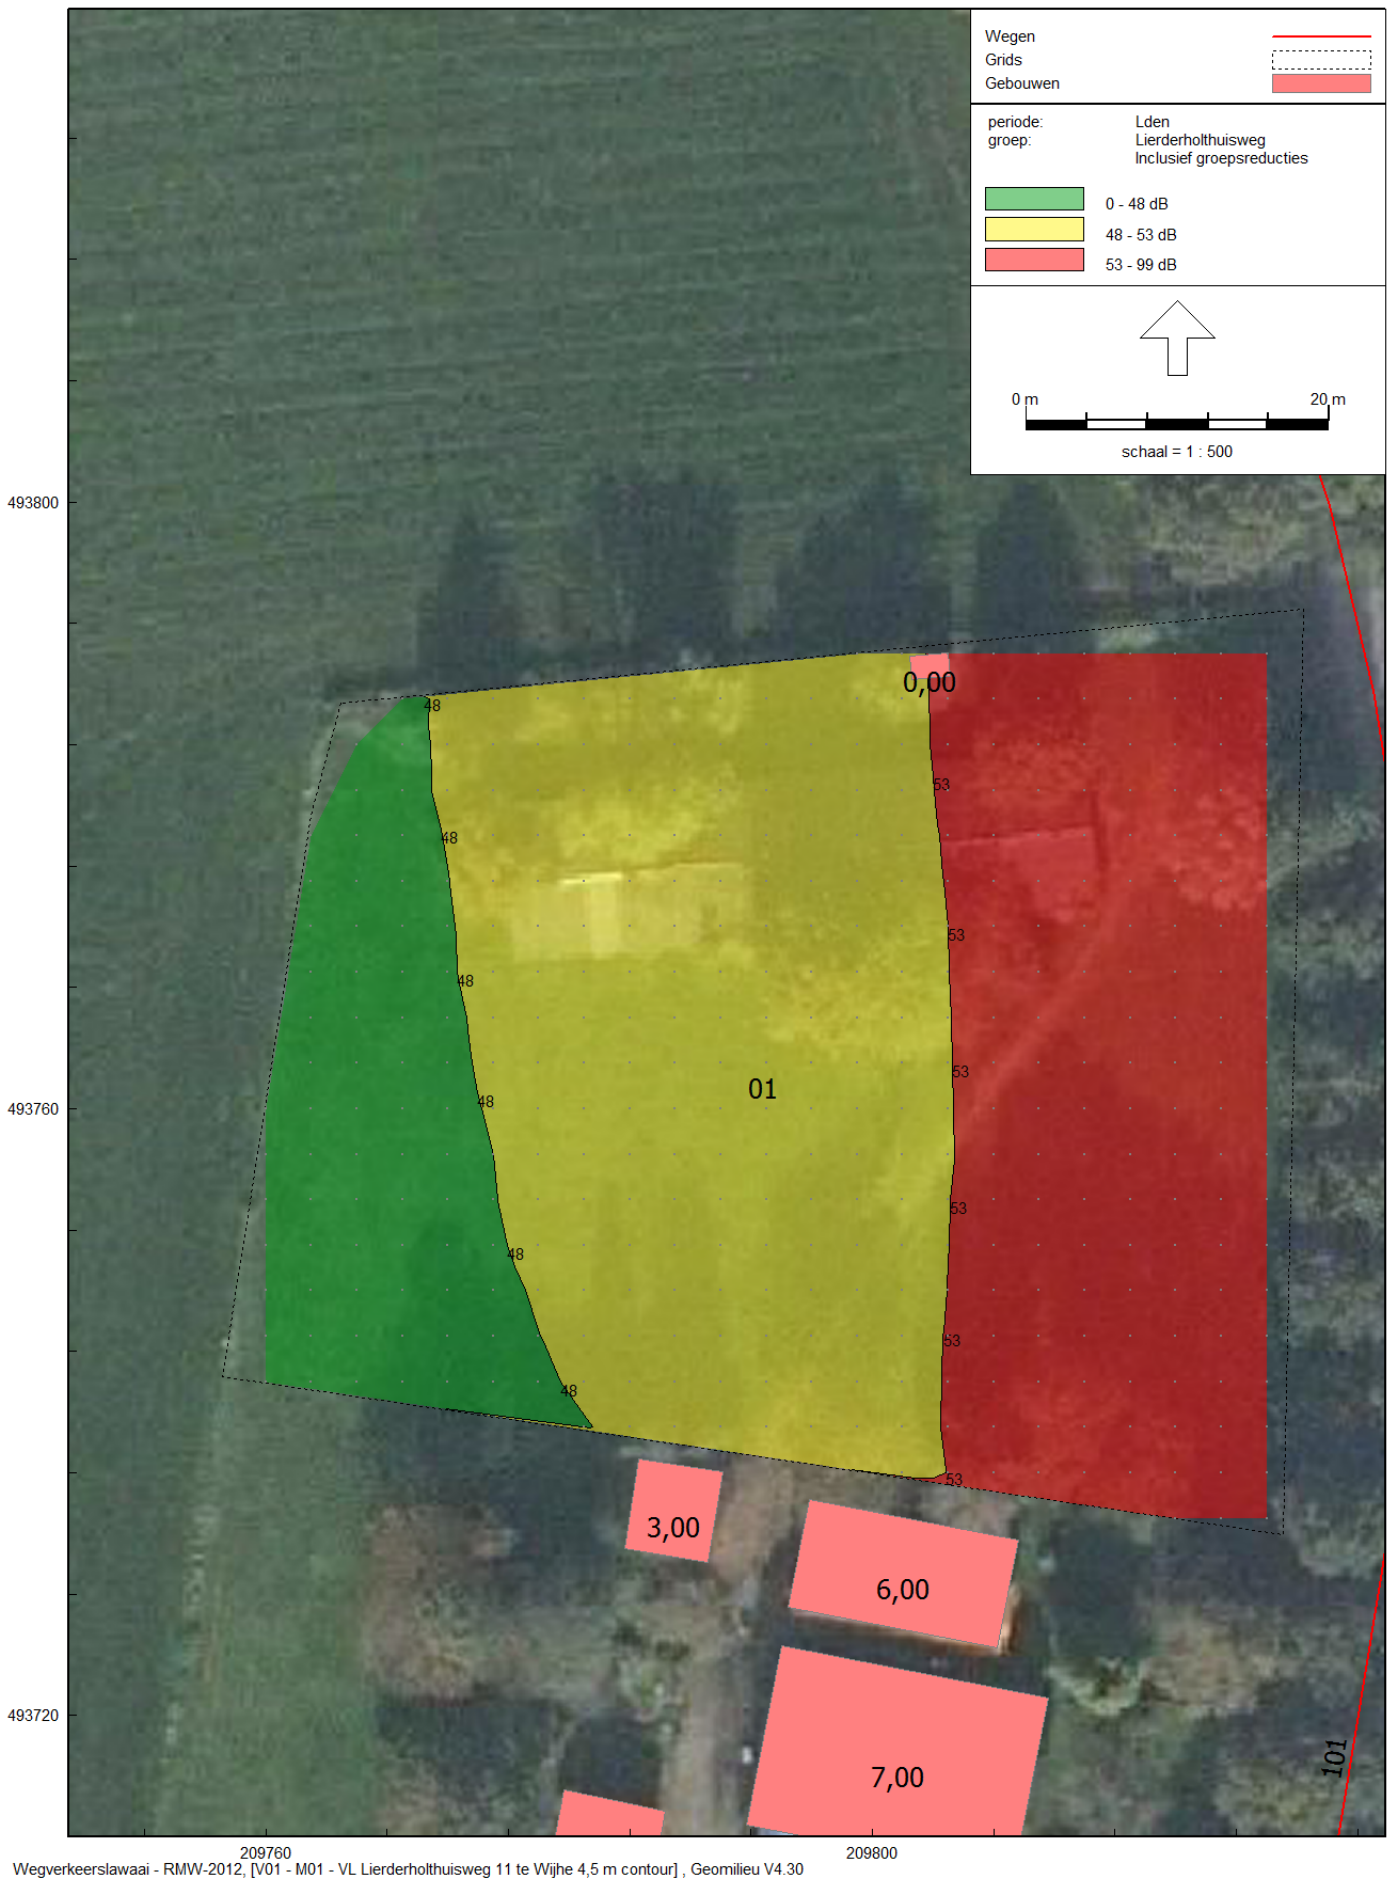 Wegen
Grids
Gebouwen
periode: Lden
groep: Lierderholthuisweg
Inclusief groepsreducties
0 - 48 dB
48 - 53 dB
53 - 99 dB
0 m 20 m
schaal = 1 : 500
493800
0,00
48
53
48
53
48
53
01
48
493760
53
48
53
48
53
3,00
6,00
493720
101
7,00
209760 209800
Wegverkeerslawaai - RMW-2012, [V01 - M01 - VL Lierderholthuisweg 11 te Wijhe 4,5 m contour] , Geomilieu V4.30